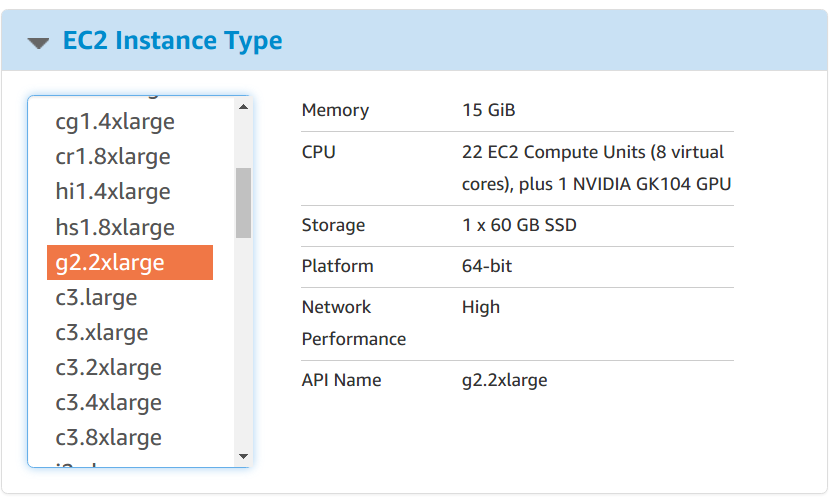 EC2 Instance Type
cg1.4xlarge
cr1.8xlarge
hi1.4xlarge
hs1.8xlarge
g2.2xlarge
c3.large
c3.xlarge
c3.2xlarge
c3.4xlarge
c3.8xlarge
Memory 15 GiB
CPU 22 EC2 Compute Units (8 virtual
cores), plus 1 NVIDIA GK104 GPU
Storage 1 x 60 GB SSD
Platform 64-bit
Network High
Performance
API Name g2.2xlarge